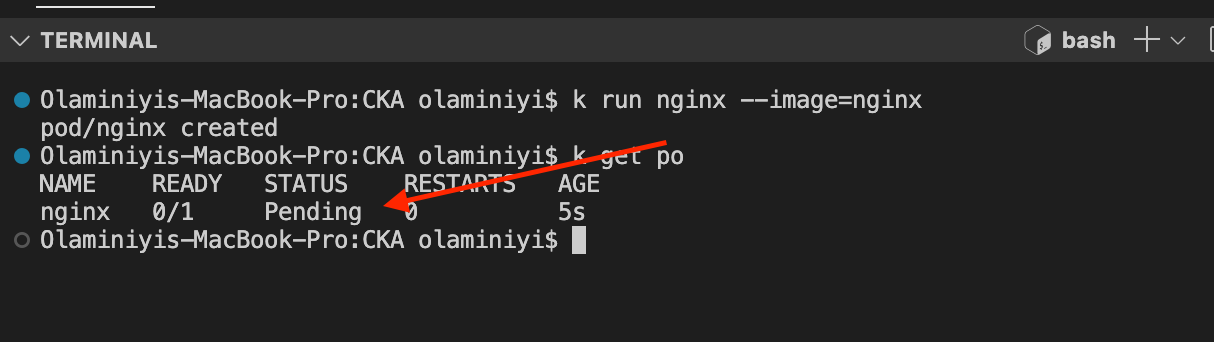 TERMINAL
bash
Olaminiyis-MacBook-Pro:CKA olaminiyi$ k run nginx --image=nginx
pod/nginx created
Olaminiyis-MacBook-Pro:CKA olaminiyi$ k get po
NAME READY STATUS RESTARTS AGE
nginx 0/1 Pending 0 5s
Olaminiyis-MacBook-Pro:CKA olaminiyi$